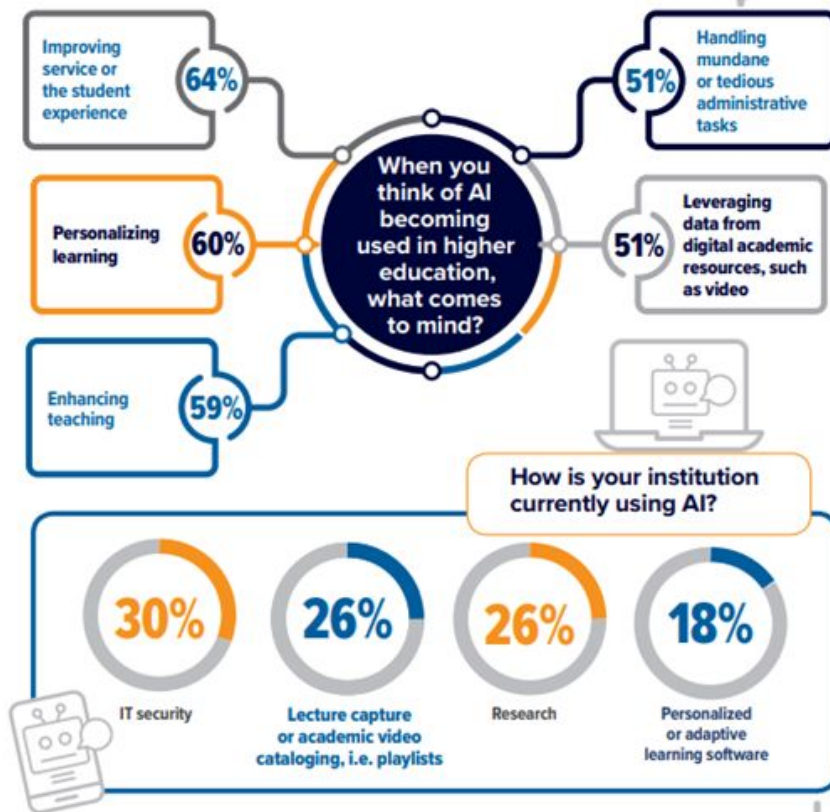 Improving
service or
the student
experience
64%
51%
Handling
mundane
or tedious
administrative
tasks
When you
think of AI
becoming
used in higher
education,
what comes
to mind?
Personalizing
learning
60%
51%
Leveraging
data from
digital academic
resources, such
as video
Enhancing
teaching
59%
How is your institution
currently using AI?
30%
26%
26%
18%
IT security
Lecture capture
or academic video
cataloging, i.e. playlists
Research
Personalized
or adaptive
learning software